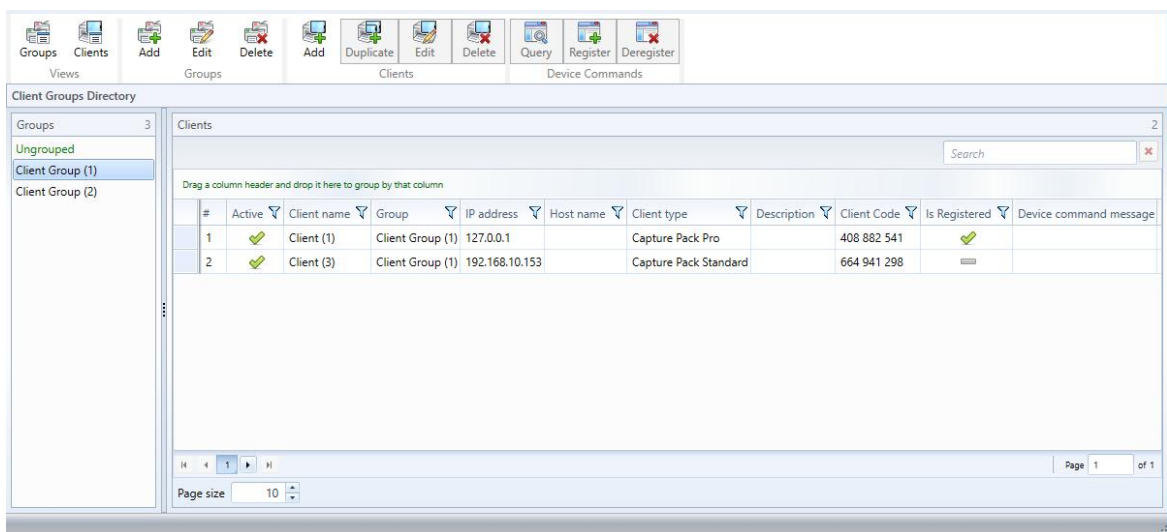 Groups Clients Add Edit Delete Add Duplicate Edit Delete Query Register Deregister
Views Groups Clients Device Commands
Client Groups Directory
Groups 3
Ungrouped
Client Group (1)
Client Group (2)
Clients 2
Search
Drag a column header and drop it here to group by that column
# Active Client name Group IP address Host name Client type Description Client Code Is Registered Device command message
1 Client (1) Client Group (1) 127.0.0.1 Capture Pack Pro 408 882 541
2 Client (3) Client Group (1) 192.168.10.153 Capture Pack Standard 664 941 298
1 Page 1 of 1
Page size 10